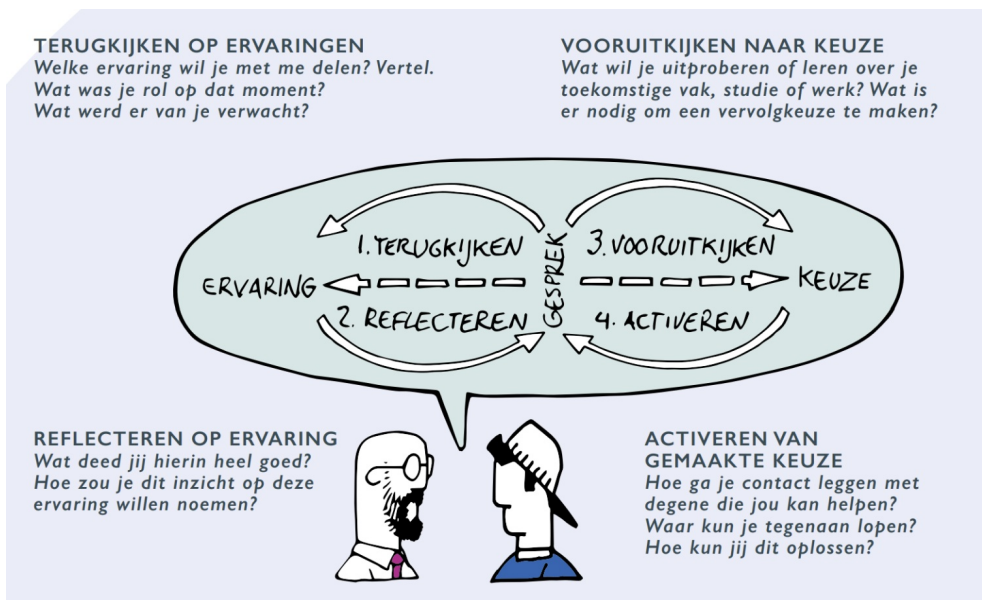 TERUGKIJKEN OP ERVARINGEN
Welke ervaring wil je met me delen? Vertel.
Wat was je rol op dat moment?
Wat werd er van je verwacht?
VOORUITKIJKEN NAAR KEUZE
Wat wil je uitproberen of leren over je
toekomstige vak, studie of werk? Wat is
er nodig om een vervolgkeuze te maken?
1. TERUGKIJKEN
3. VOORUITKIJKEN
ERVARING
GESPREK
KEUZE
2. REFLECTEREN
4. ACTIVEREN
REFLECTEREN OP ERVARING
Wat deed jij hierin heel goed?
Hoe zou je dit inzicht op deze
ervaring willen noemen?
ACTIVEREN VAN
GEMAAKTE KEUZE
Hoe ga je contact leggen met
degene die jou kan helpen?
Waar kun je tegenaan lopen?
Hoe kun jij dit oplossen?